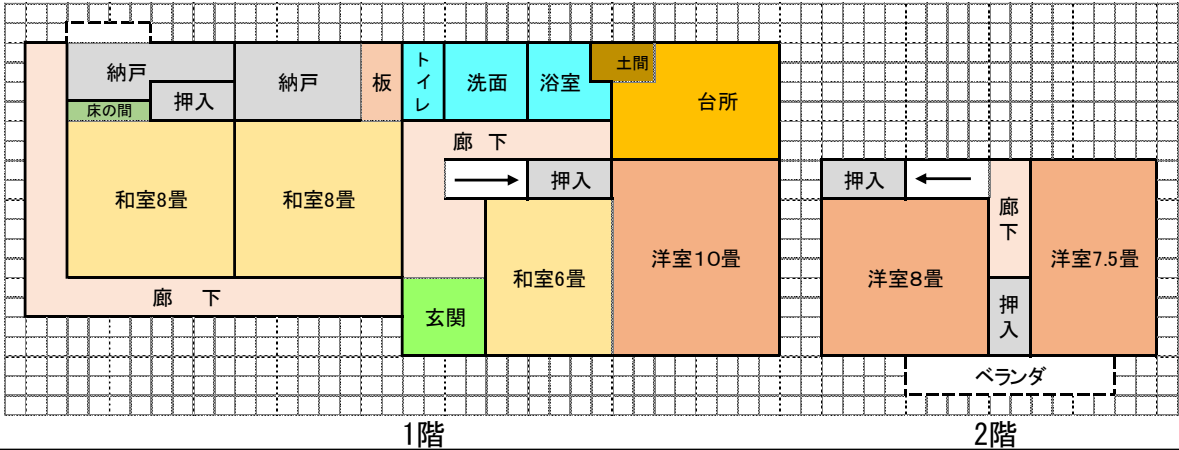 納戸
納戸
板
トイレ
洗面
浴室
土間
台所
床の間
押入
廊 下
和室8畳
和室8畳
押入
和室6畳
洋室10畳
廊 下
玄関
押入
廊下
洋室8畳
洋室7.5畳
押入
ベランダ
1階
2階